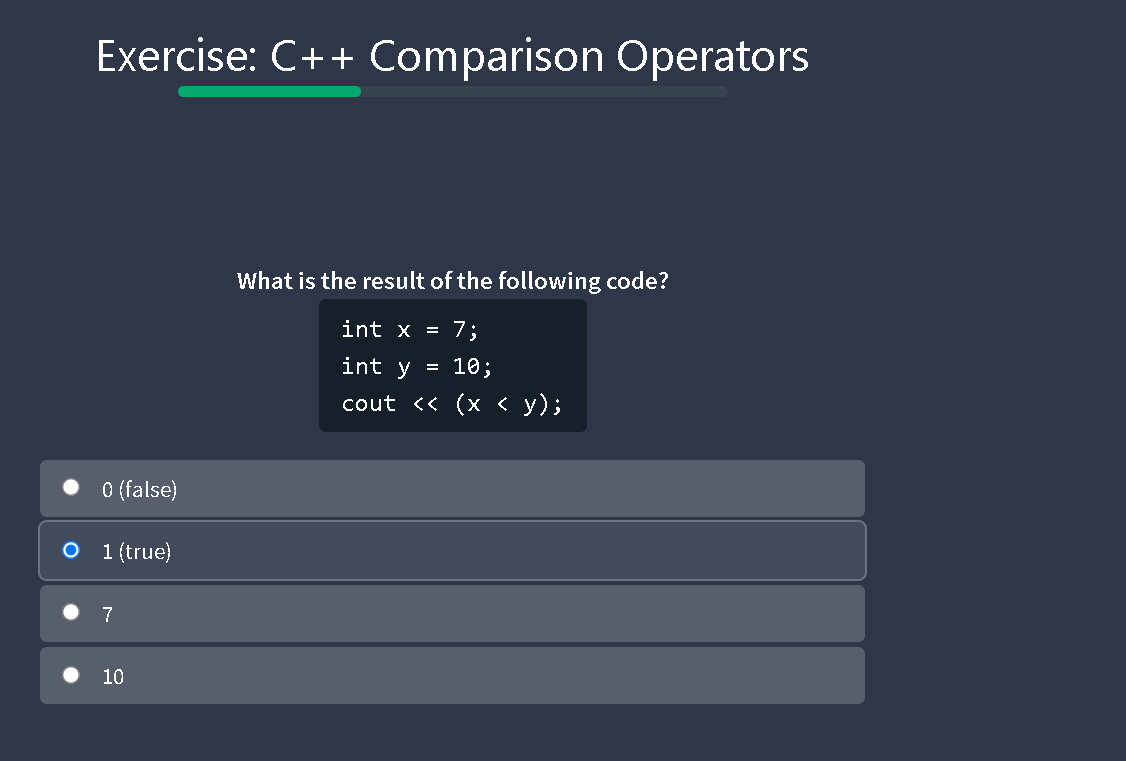 Exercise: C++ Comparison Operators
What is the result of the following code?
int x = 7;
int y = 10;
cout << (x < y);
0 (false)
1 (true)
7
10